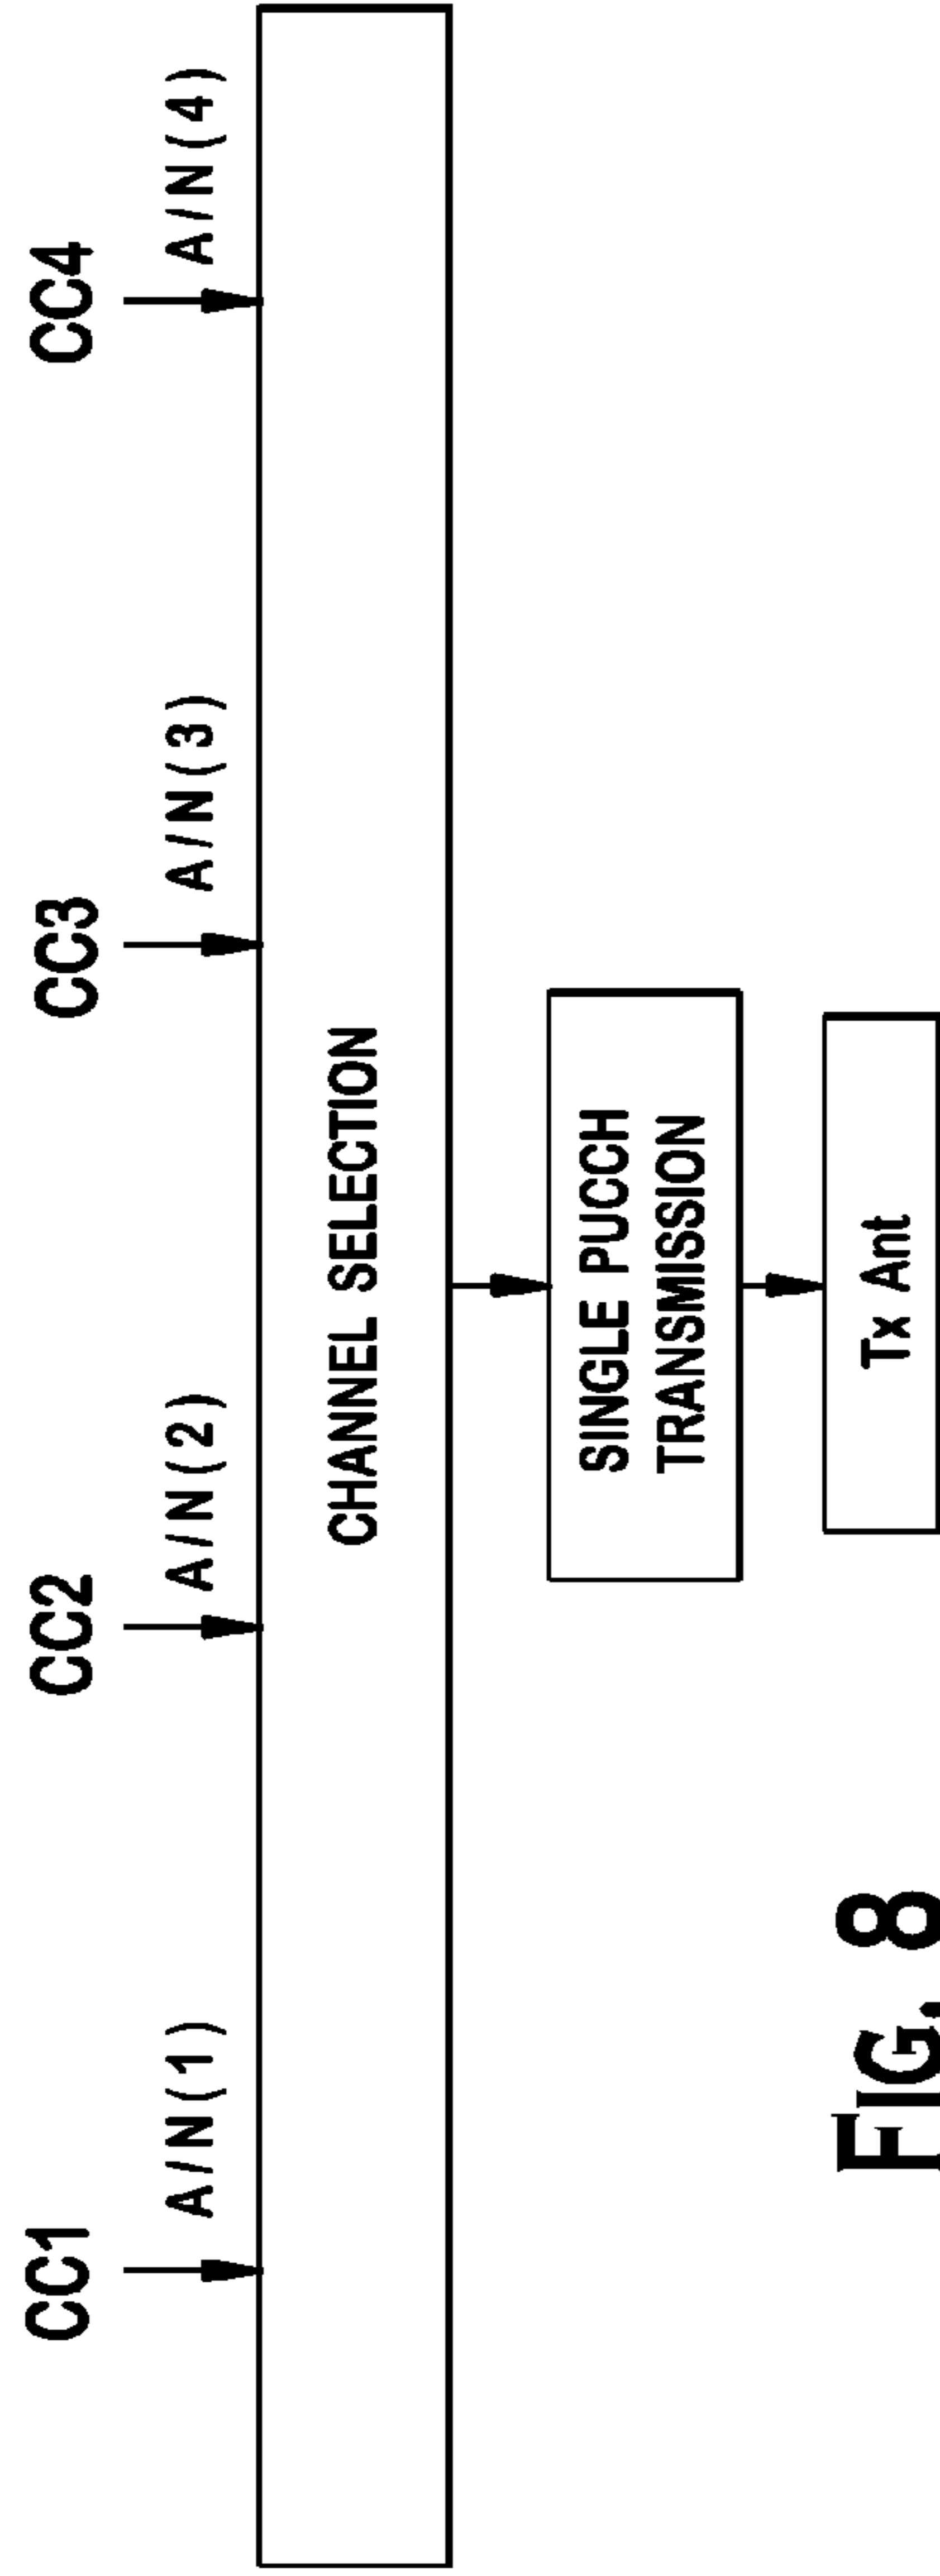 CC1
CC2
CC3
CC4
A/N(1)
A/N(2)
A/N(3)
A/N(4)
CHANNEL SELECTION
SINGLE PUCCH
TRANSMISSION
Tx Ant
FIG. 8